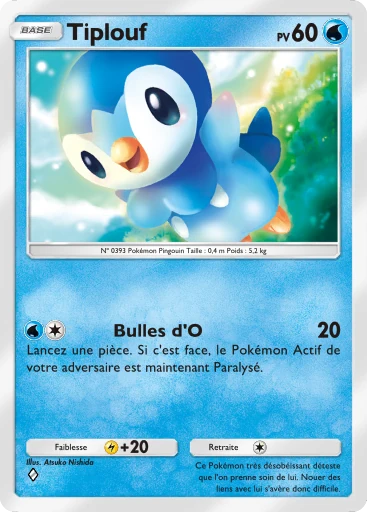 BASE Tiplouf PV 60
N° 0393 Pokémon Pingouin Taille : 0,4 m Poids : 5,2 kg
Bulles d'O 20
Lancez une pièce. Si c'est face, le Pokémon Actif de
votre adversaire est maintenant Paralysé.
Faiblesse +20 Retraite
Illus. Atsuko Nishida
Ce Pokémon très désobéissant déteste
que l'on prenne soin de lui. Nouer des
liens avec lui s'avère donc difficile.